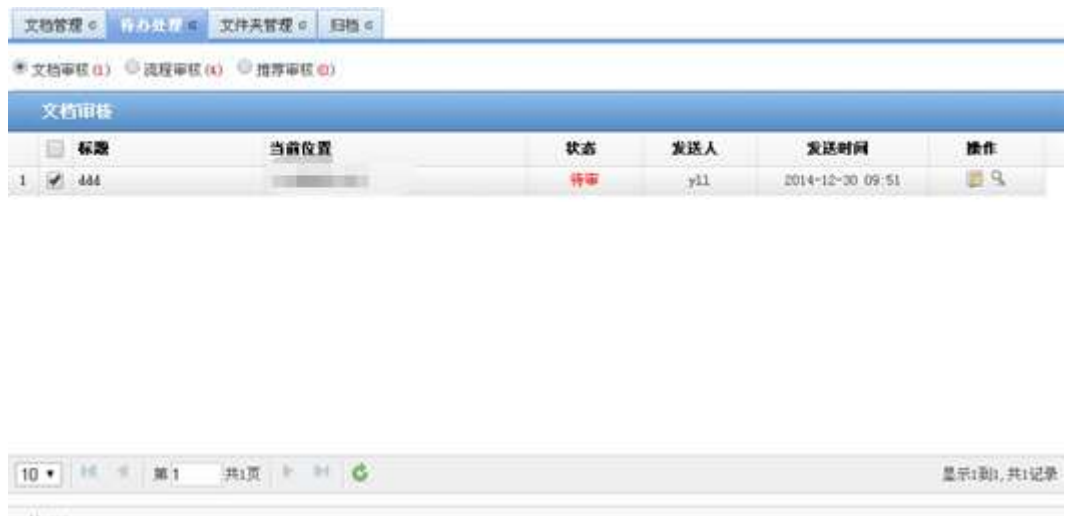 文档管理 待办处理 文件夹管理 归档
文档审核(1) 流程审核(4) 推荐审核(0)
文档审核
标题 当前位置 状态 发送人 发送时间 操作
1 ddd 待审 yll 2014-12-30 09:51
10 第 1 共1页 显示1到1,共1记录